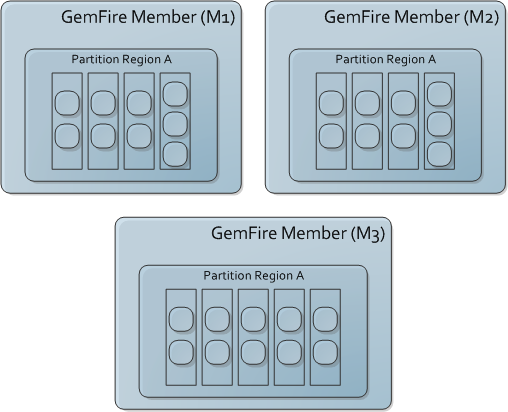 GemFire Member (M1)
Partition Region A
GemFire Member (M2)
Partition Region A
GemFire Member (M3)
Partition Region A